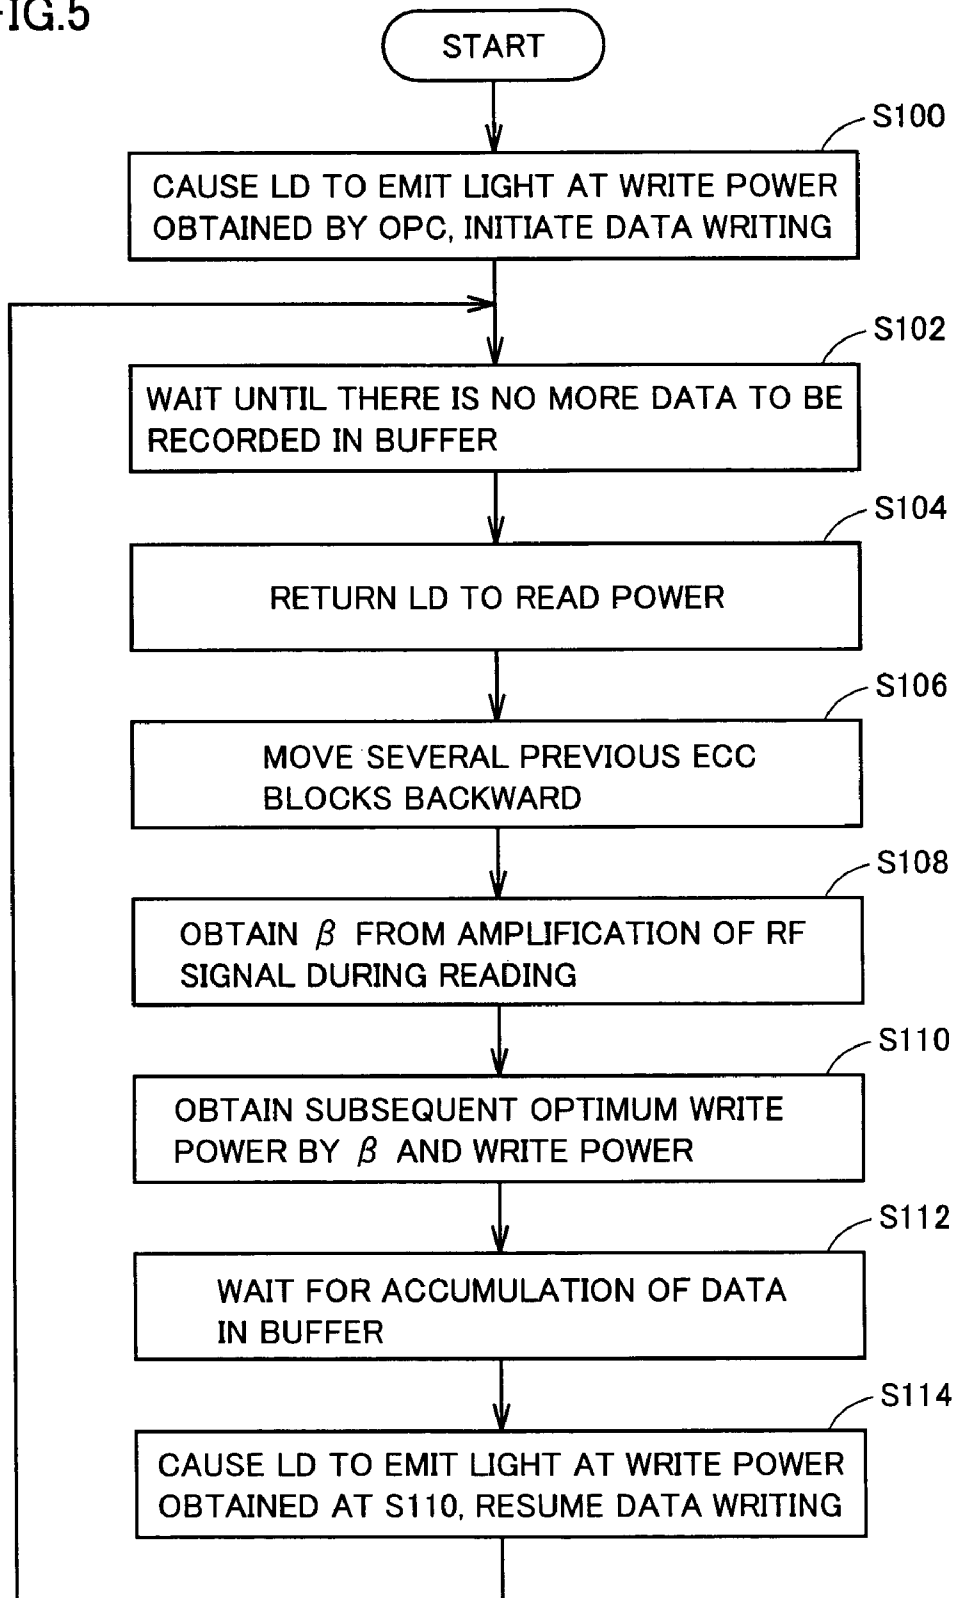 FIG.5
START
S100
CAUSE LD TO EMIT LIGHT AT WRITE POWER
OBTAINED BY OPC, INITIATE DATA WRITING
S102
WAIT UNTIL THERE IS NO MORE DATA TO BE
RECORDED IN BUFFER
S104
RETURN LD TO READ POWER
S106
MOVE SEVERAL PREVIOUS ECC
BLOCKS BACKWARD
S108
OBTAIN β FROM AMPLIFICATION OF RF
SIGNAL DURING READING
S110
OBTAIN SUBSEQUENT OPTIMUM WRITE
POWER BY β AND WRITE POWER
S112
WAIT FOR ACCUMULATION OF DATA
IN BUFFER
S114
CAUSE LD TO EMIT LIGHT AT WRITE POWER
OBTAINED AT S110, RESUME DATA WRITING